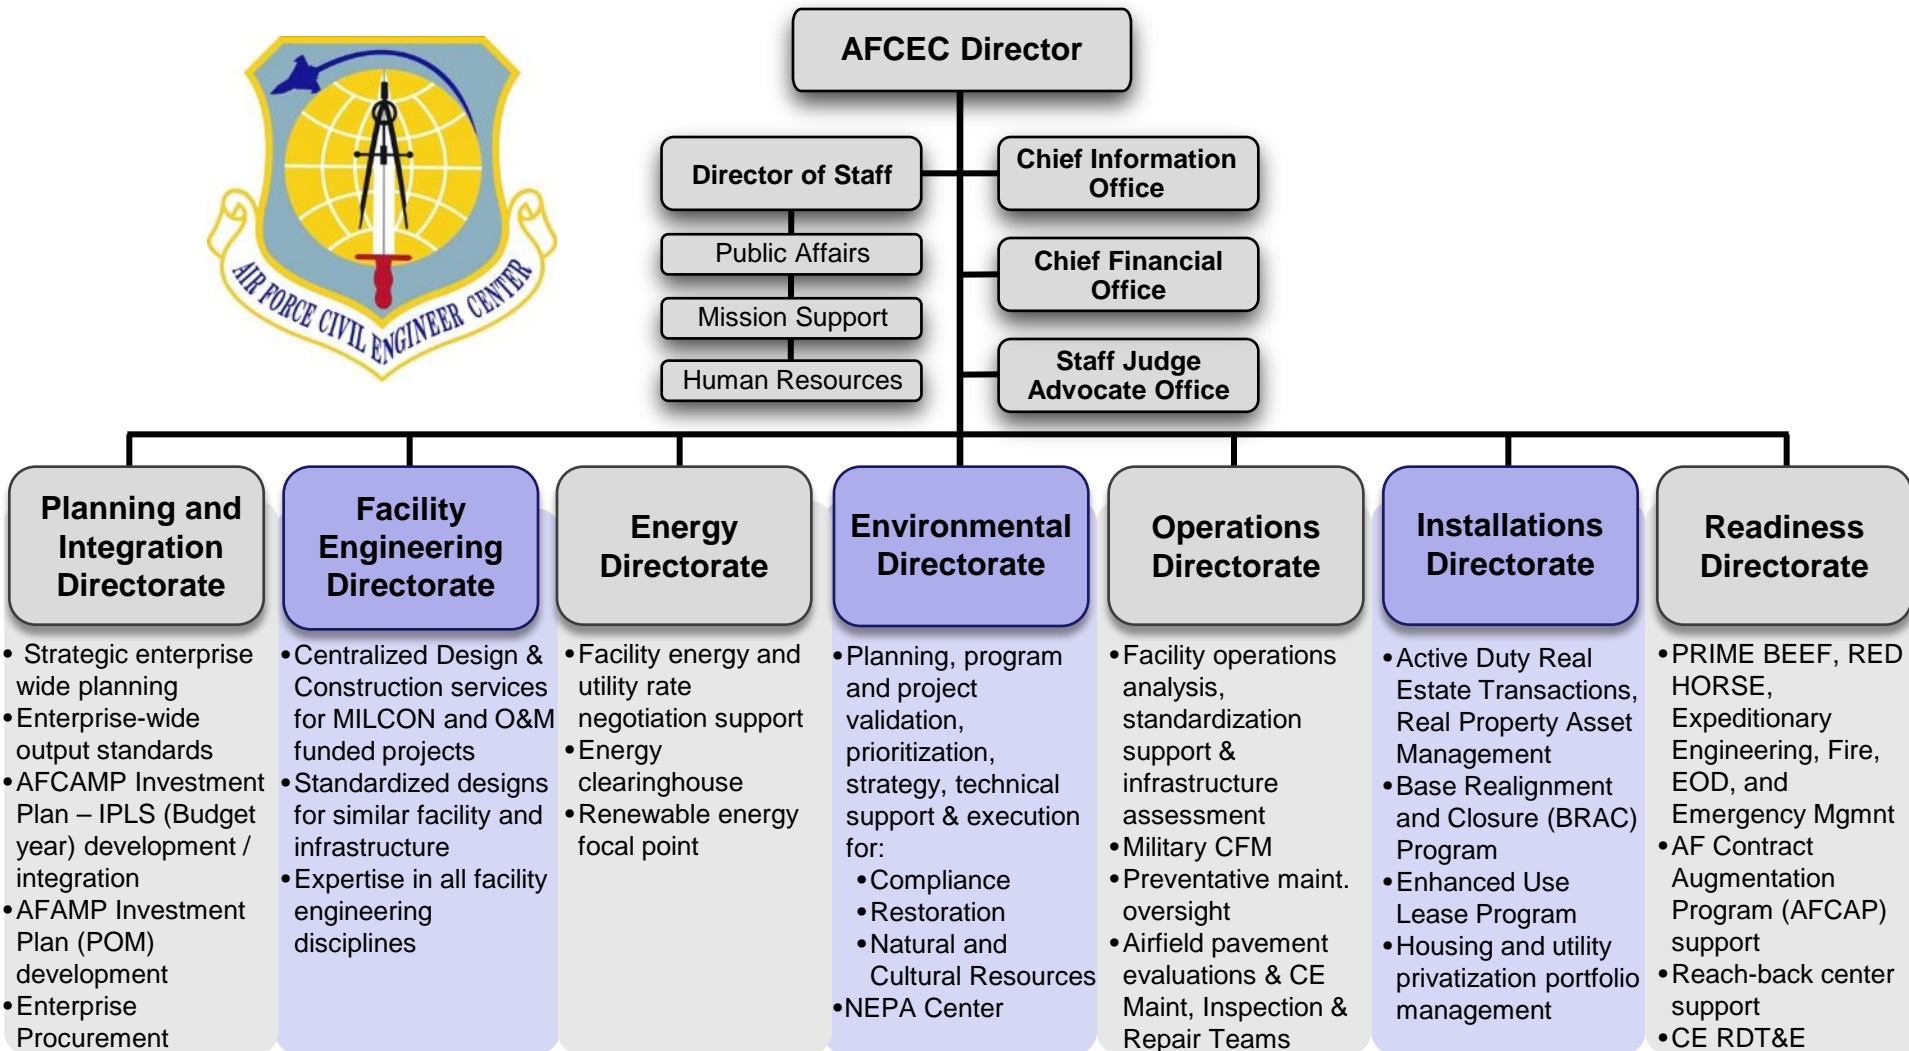 AFCEC Director
AIR FORCE CIVIL ENGINEER CENTER
Director of Staff
Public Affairs
Mission Support
Human Resources
Chief Information
Office
Chief Financial
Office
Staff Judge
Advocate Office
Planning and
Integration
Directorate
• Strategic enterprise
wide planning
• Enterprise-wide
output standards
• AFCAMP Investment
Plan – IPLS (Budget
year) development /
integration
• AFAMP Investment
Plan (POM)
development
• Enterprise
Procurement
Facility
Engineering
Directorate
• Centralized Design &
Construction services
for MILCON and O&M
funded projects
• Standardized designs
for similar facility and
infrastructure
• Expertise in all facility
engineering
disciplines
Energy
Directorate
• Facility energy and
utility rate
negotiation support
• Energy
clearinghouse
• Renewable energy
focal point
Environmental
Directorate
• Planning, program
and project
validation,
prioritization,
strategy, technical
support & execution
for:
• Compliance
• Restoration
• Natural and
Cultural Resources
• NEPA Center
Operations
Directorate
• Facility operations
analysis,
standardization
support &
infrastructure
assessment
• Military CFM
• Preventative maint.
oversight
• Airfield pavement
evaluations & CE
Maint, Inspection &
Repair Teams
Installations
Directorate
• Active Duty Real
Estate Transactions,
Real Property Asset
Management
• Base Realignment
and Closure (BRAC)
Program
• Enhanced Use
Lease Program
• Housing and utility
privatization portfolio
management
Readiness
Directorate
• PRIME BEEF, RED
HORSE,
Expeditionary
Engineering, Fire,
EOD, and
Emergency Mgmnt
• AF Contract
Augmentation
Program (AFCAP)
support
• Reach-back center
support
• CE RDT&E